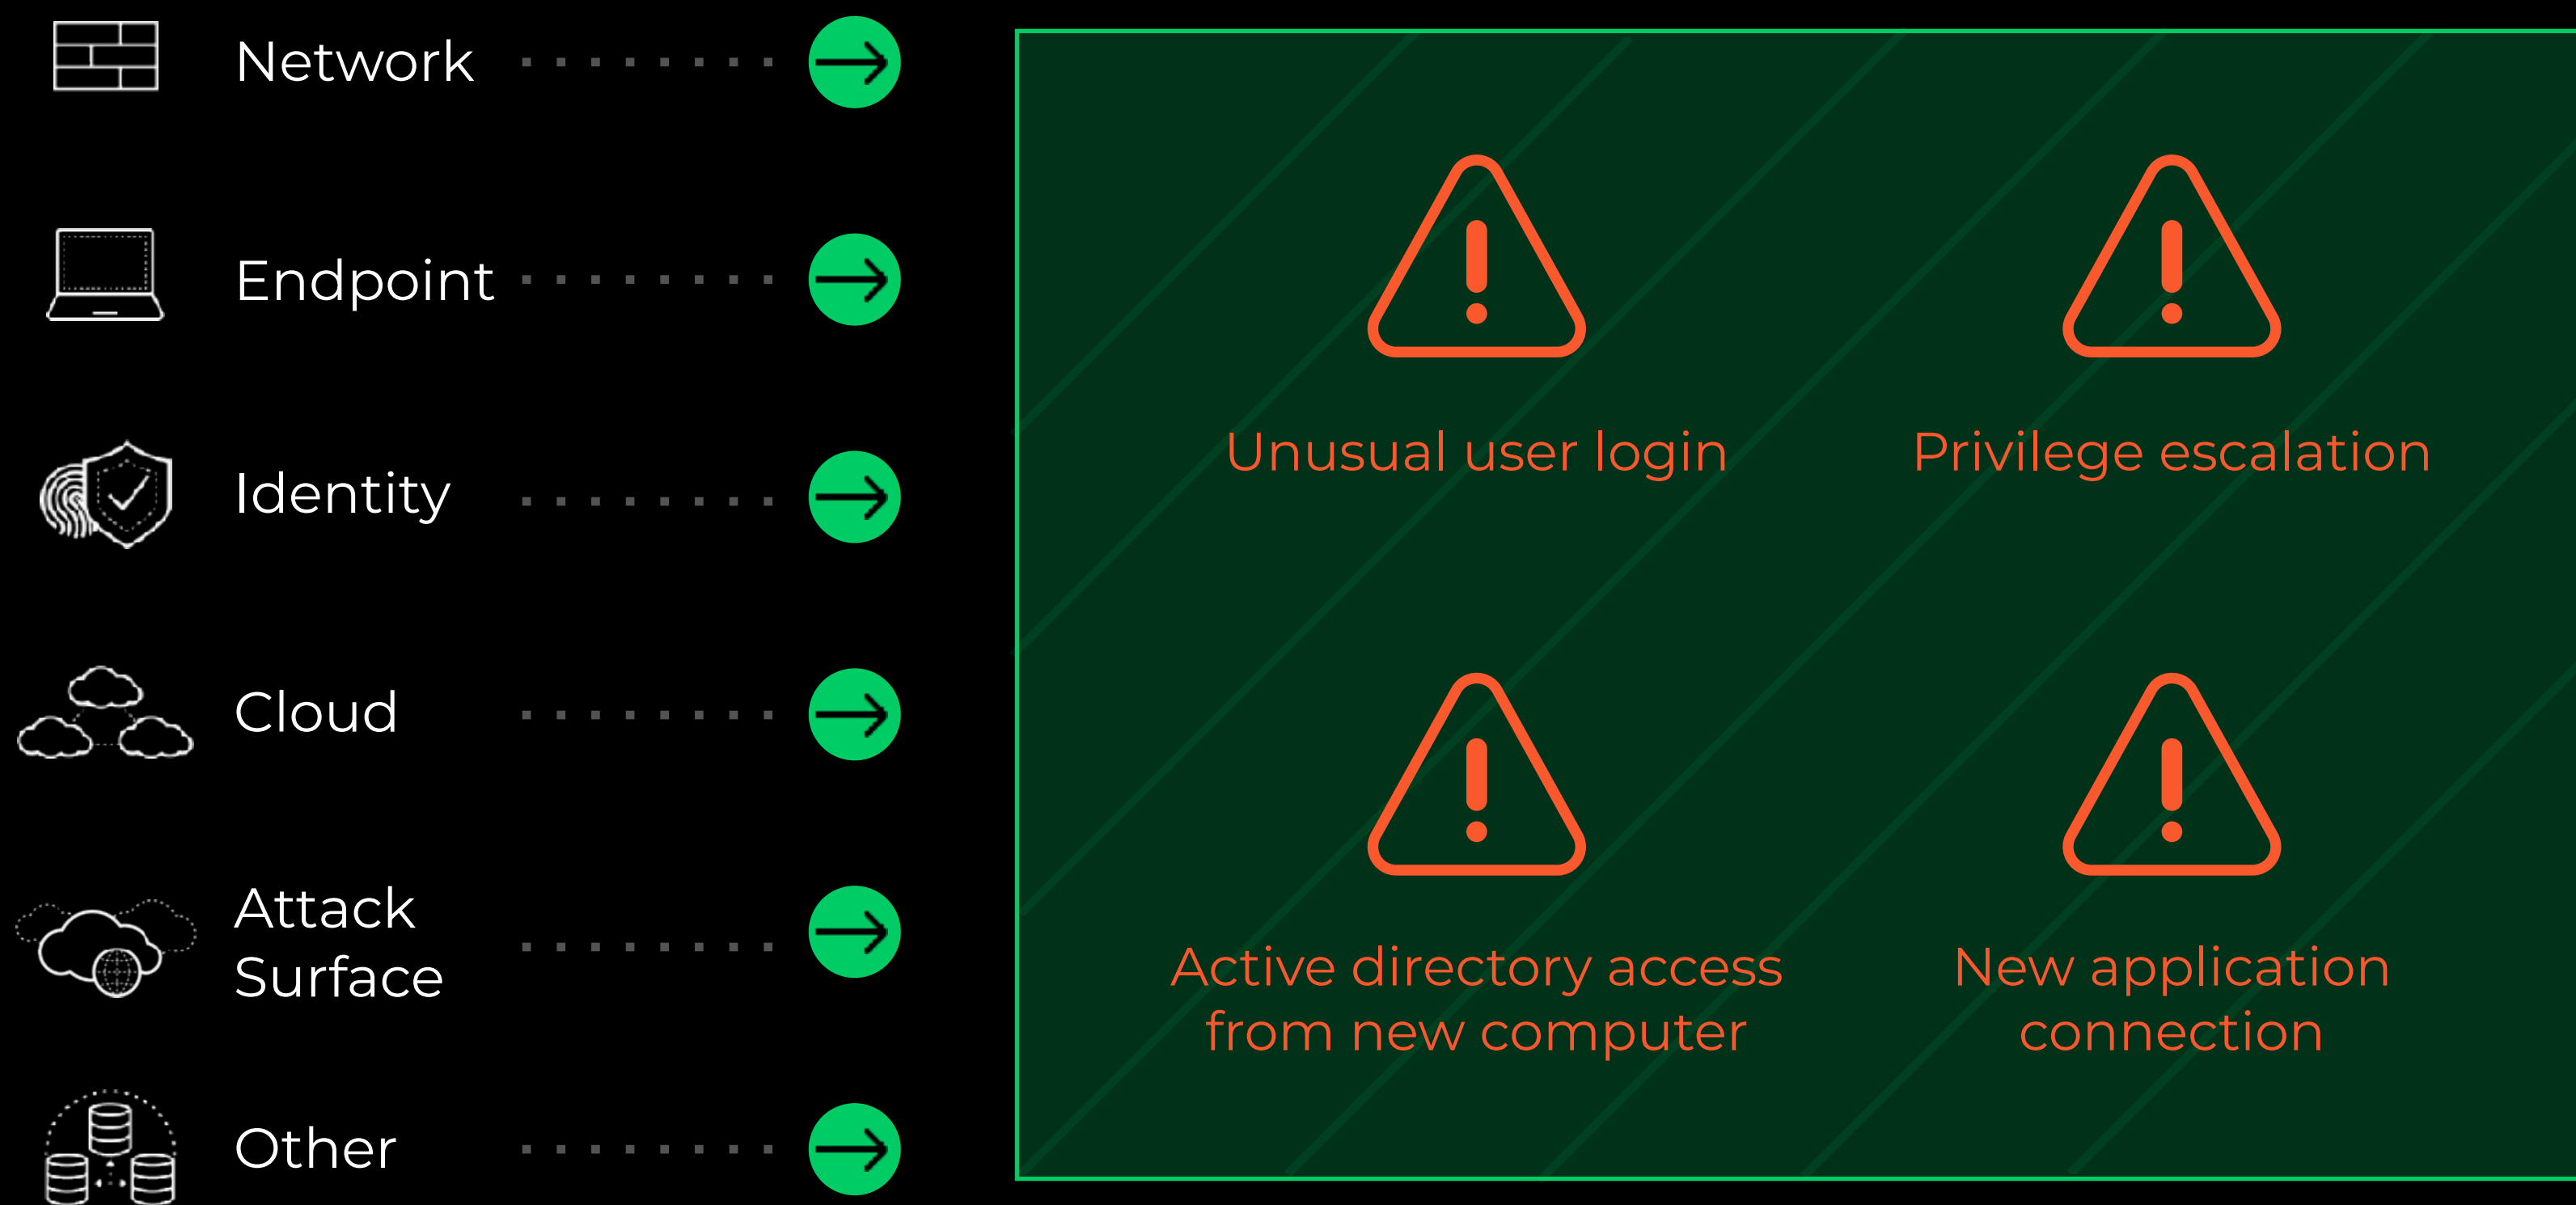 Network
Endpoint
Identity
Cloud
Attack
Surface
Other
Unusual user login
Privilege escalation
Active directory access
from new computer
New application
connection